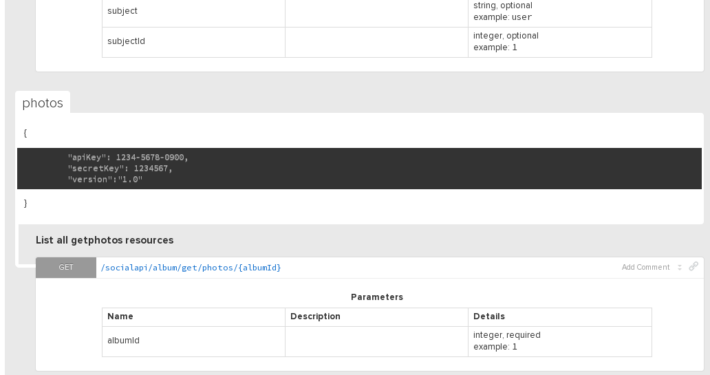 subject string, optional
example: user
subjectId integer, optional
example: 1
photos
{
"apiKey": 1234-5678-0900,
"secretKey": 1234567,
"version":"1.0"
}
List all getphotos resources
GET /socialapi/album/get/photos/{albumId} Add Comment
Parameters
Name Description Details
albumId integer, required
example: 1